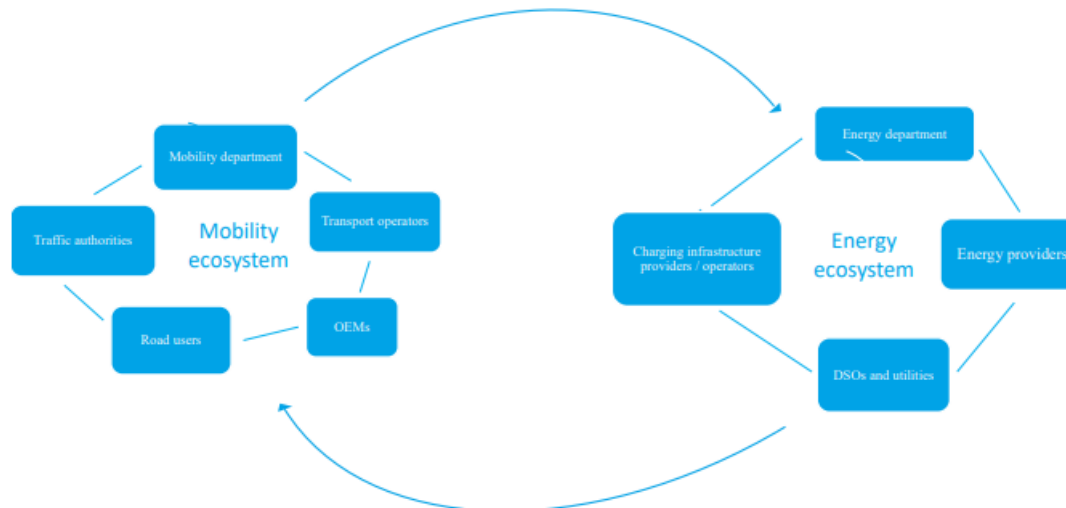 Mobility department
Transport operators
Traffic authorities
Mobility
ecosystem
OEMs
Road users
Energy department
Charging infrastructure
providers / operators
Energy
ecosystem
Energy providers
DSOs and utilities